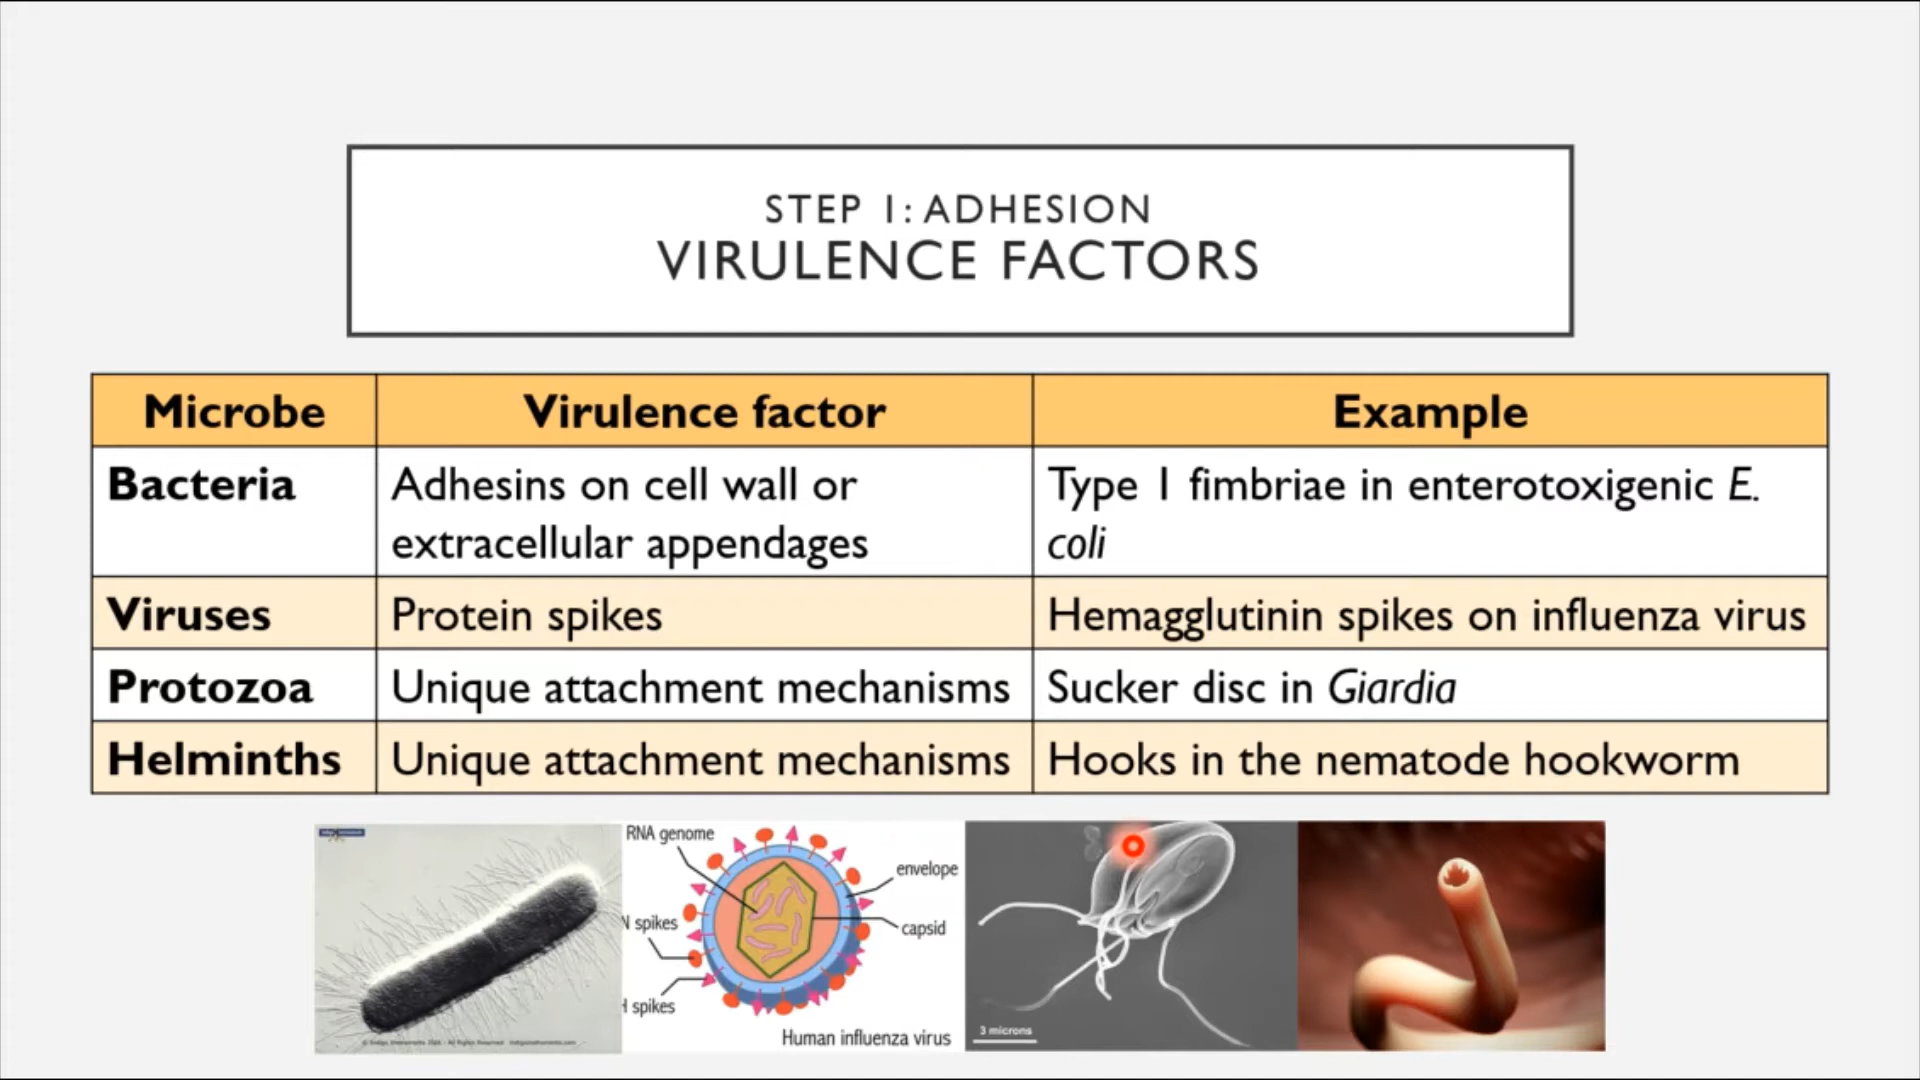 STEP 1: ADHESION
VIRULENCE FACTORS
Microbe
Virulence factor
Example
Bacteria
Adhesins on cell wall or
extracellular appendages
Type 1 fimbriae in enterotoxigenic E.
coli
Viruses
Protein spikes
Hemagglutinin spikes on influenza virus
Protozoa
Unique attachment mechanisms
Sucker disc in Giardia
Helminths
Unique attachment mechanisms
Hooks in the nematode hookworm
RNA genome
envelope
N spikes
capsid
H spikes
Human influenza virus
3 microns